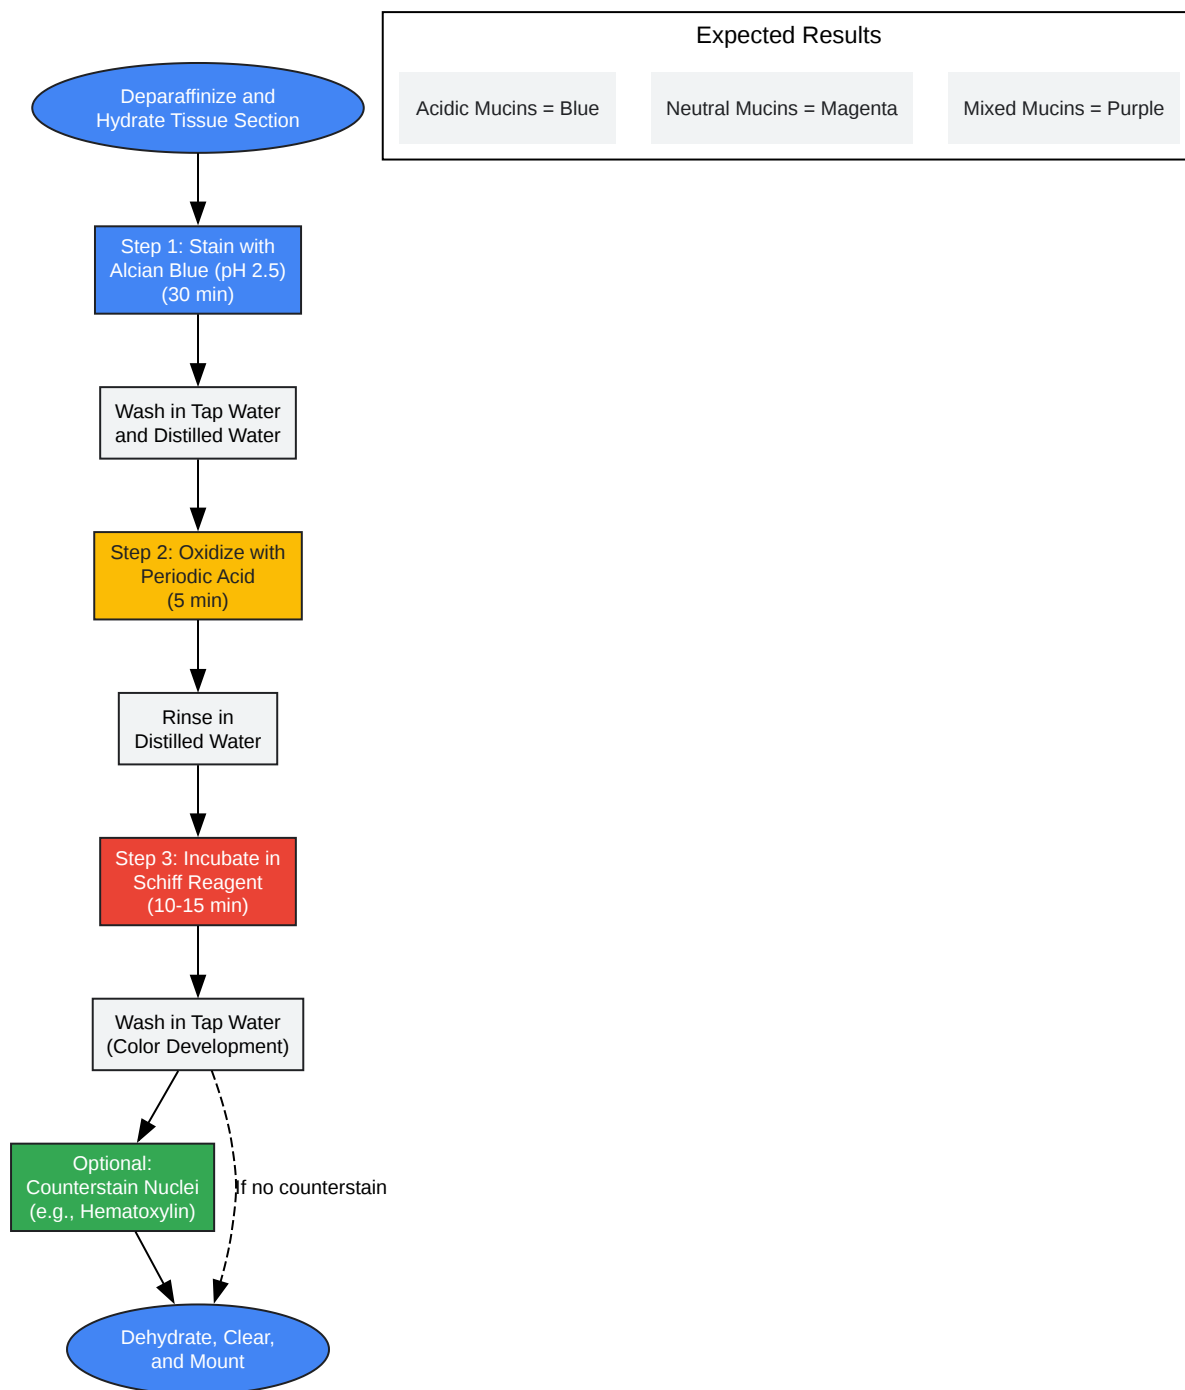 Expected Results
Acidic Mucins = Blue
Neutral Mucins = Magenta
Mixed Mucins = Purple
Deparaffinize and
Hydrate Tissue Section
Step 1: Stain with
Alcian Blue (pH 2.5)
(30 min)
Wash in Tap Water
and Distilled Water
Step 2: Oxidize with
Periodic Acid
(5 min)
Rinse in
Distilled Water
Step 3: Incubate in
Schiff Reagent
(10-15 min)
Wash in Tap Water
(Color Development)
Optional:
Counterstain Nuclei
(e.g., Hematoxylin)
If no counterstain
Dehydrate, Clear,
and Mount